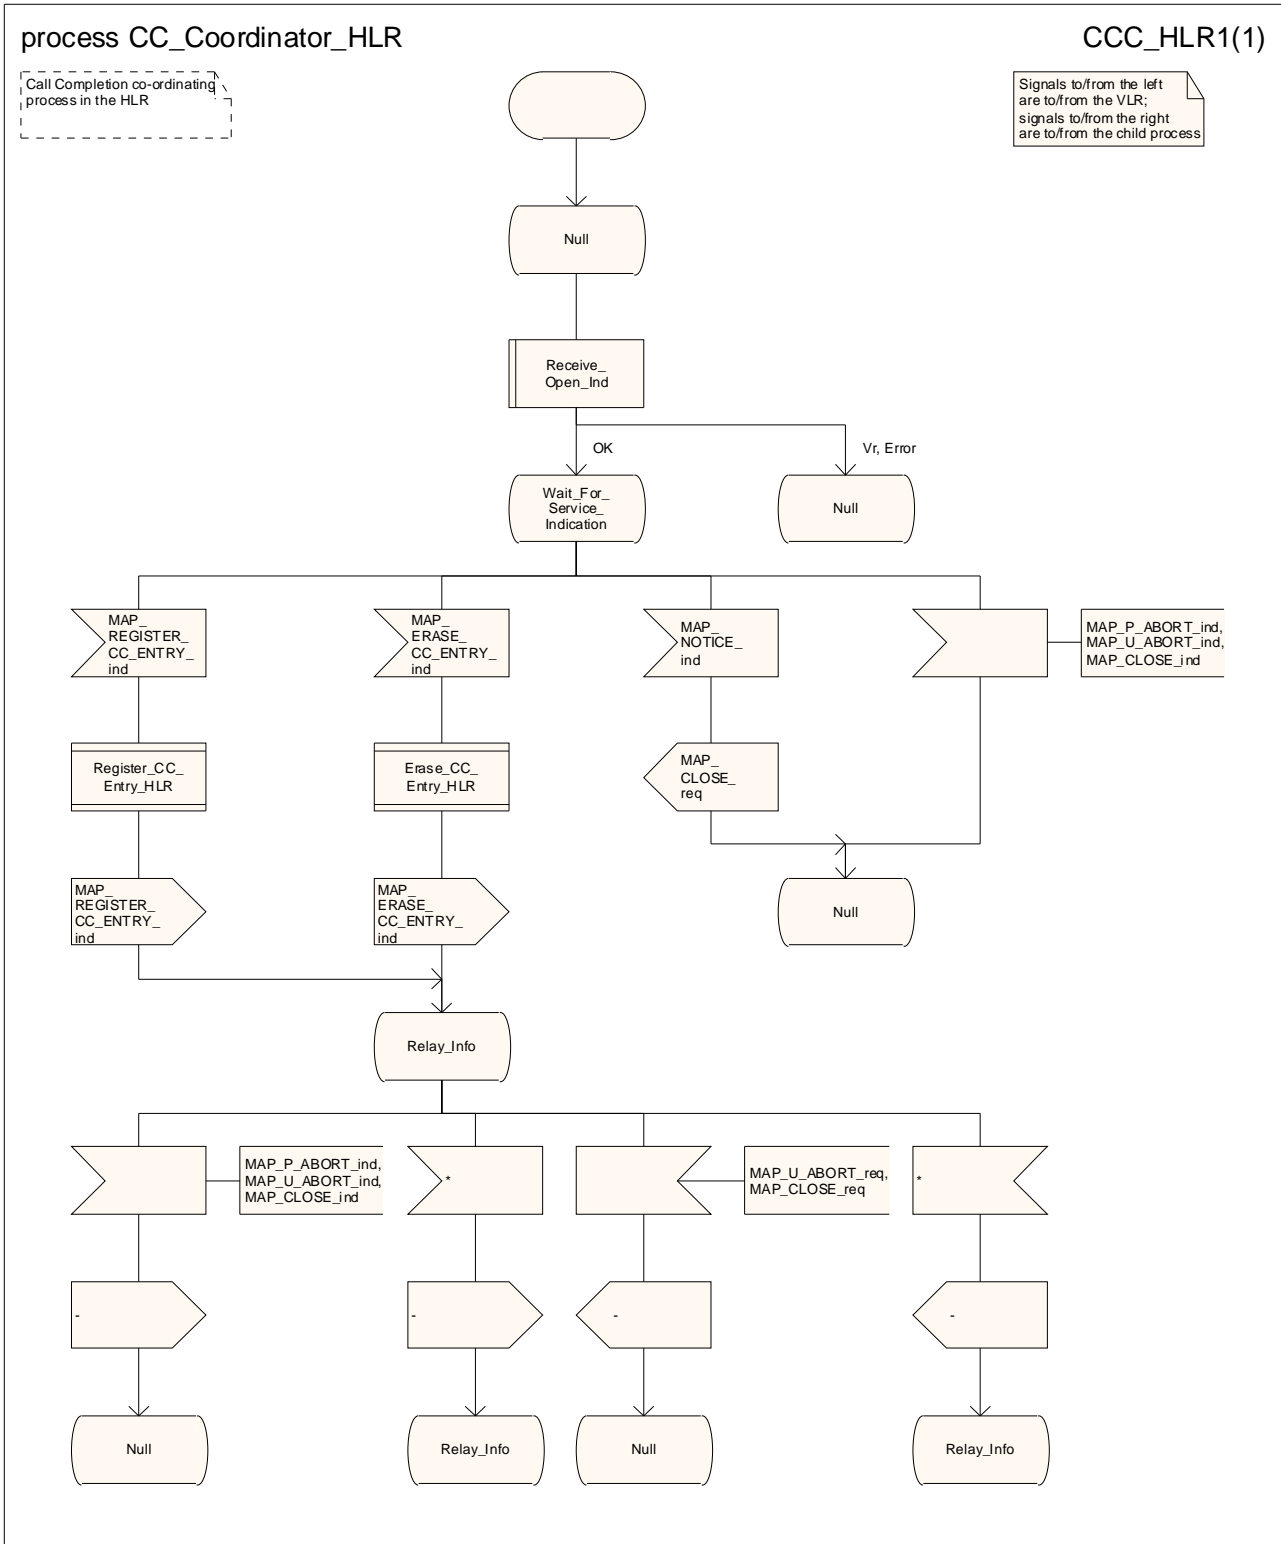 process CC_Coordinator_HLR
CCC_HLR1(1)
Call Completion co-ordinating
process in the HLR
Signals to/from the left
are to/from the VLR;
signals to/from the right
are to/from the child process
Null
Receive_
Open_Ind
OK
Vr, Error
Wait_For_
Service_
Indication
Null
MAP_
REGISTER_
CC_ENTRY_
ind
MAP_
ERASE_
CC_ENTRY_
ind
MAP_
NOTICE_
ind
MAP_P_ABORT_ind,
MAP_U_ABORT_ind,
MAP_CLOSE_ind
Register_CC_
Entry_HLR
Erase_CC_
Entry_HLR
MAP_
CLOSE_
req
MAP_
REGISTER_
CC_ENTRY_
ind
MAP_
ERASE_
CC_ENTRY_
ind
Null
Relay_Info
MAP_P_ABORT_ind,
MAP_U_ABORT_ind,
MAP_CLOSE_ind
*
MAP_U_ABORT_req,
MAP_CLOSE_req
*
-
-
-
-
Null
Relay_Info
Null
Relay_Info